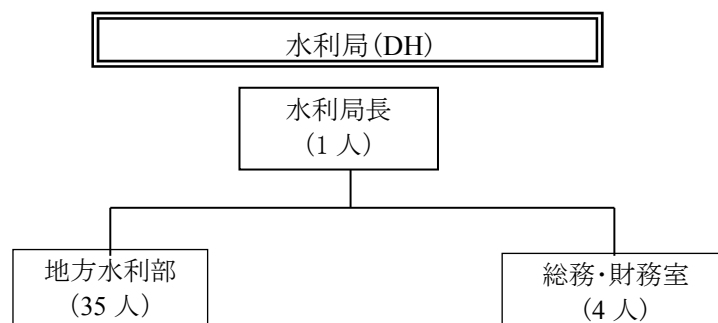 水利局(DH)
水利局長
(1 人)
地方水利部
(35 人)
総務・財務室
(4 人)